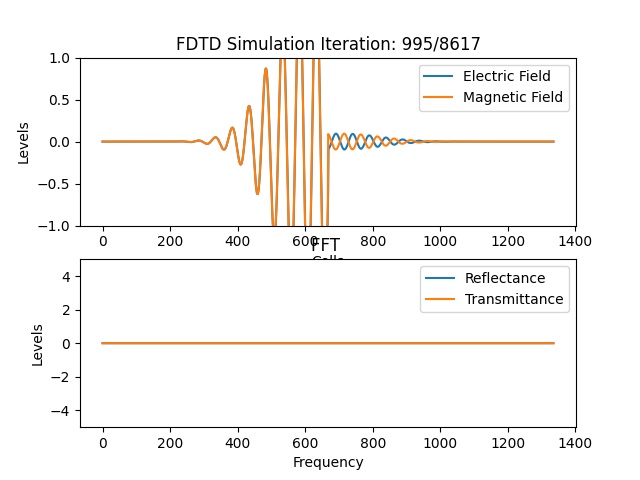 FDTD Simulation Iteration: 995/8617
Levels
1.0
0.5
0.0
−0.5
−1.0
Electric Field
Magnetic Field
0 200 400 600 800 1000 1200 1400
Cells
FFT
Levels
4
2
0
−2
−4
Reflectance
Transmittance
0 200 400 600 800 1000 1200 1400
Frequency